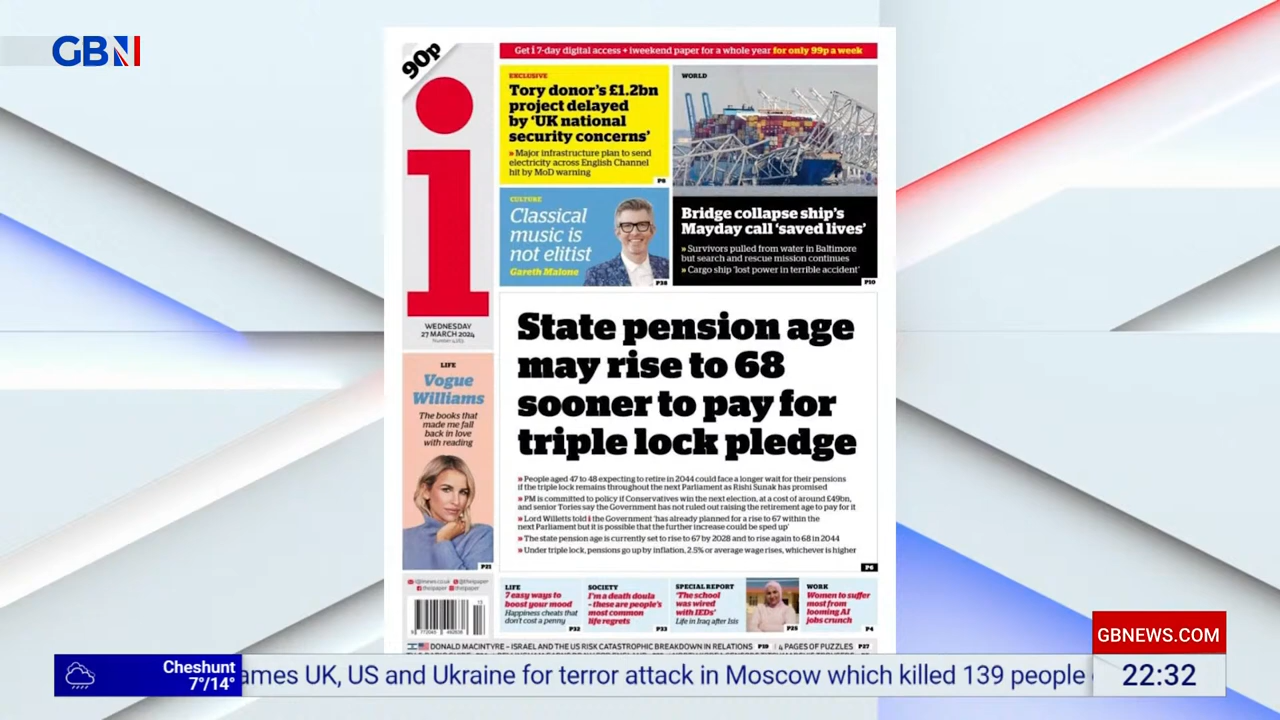 GBN
90p
i
WEDNESDAY
27 MARCH 2024
Get i 7-day digital access + iweekend paper for a whole year for only 99p a week
EXCLUSIVE
Tory donor's £1.2bn
project delayed
by 'UK national
security concerns'
» Major infrastructure plan to send
electricity across English Channel
hit by MoD warning
P8
WORLD
Bridge collapse ship's
Mayday call 'saved lives'
» Survivors pulled from water in Baltimore
but search and rescue mission continues
» Cargo ship 'lost power in terrible accident'
P10
CULTURE
Classical
music is
not elitist
Gareth Malone
P28
LIFE
Vogue
Williams
The books that
made me fall
back in love
with reading
P21
State pension age
may rise to 68
sooner to pay for
triple lock pledge
» People aged 47 to 48 expecting to retire in 2044 could face a longer wait for their pensions
if the triple lock remains throughout the next Parliament as Rishi Sunak has promised
» PM is committed to policy if Conservatives win the next election, at a cost of around £49bn,
and senior Tories say the Government has not ruled out raising the retirement age to pay for it
» Lord Willetts told i the Government 'has already planned for a rise to 67 within the
next Parliament but it is possible that the further increase could be sped up'
» The state pension age is currently set to rise to 67 by 2028 and to rise again to 68 in 2044
» Under triple lock, pensions go up by inflation, 2.5% or average wage rises, whichever is higher
P6
LIFE
7 easy ways to
boost your mood
Happiness cheats that
don't cost a penny
P32
SOCIETY
I'm a death doula
– these are people's
most common
life regrets
P33
SPECIAL REPORT
'The school
was wired
with IEDs'
Life in Iraq after Isis
P25
WORK
Women to suffer
most from
looming AI
jobs crunch
P4
DONALD MACINTYRE – ISRAEL AND THE US RISK CATASTROPHIC BREAKDOWN IN RELATIONS P19 | 4 PAGES OF PUZZLES P27
GBNEWS.COM
Cheshunt
7°/14°
ames UK, US and Ukraine for terror attack in Moscow which killed 139 people
22:32